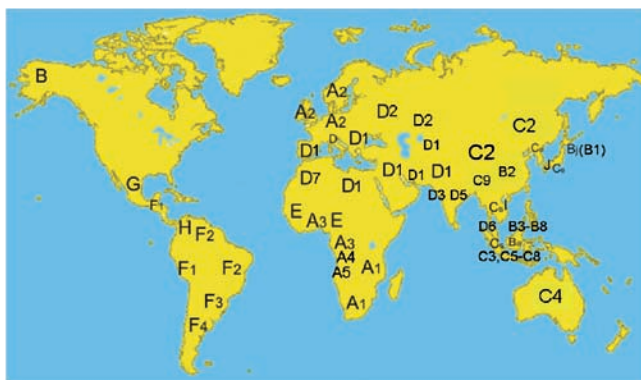 B
A2
D2
A2
A2
D2
C2
D
D1
D1
D1
C2
Bj(B1)
J
D7
D1
D1
D1
D1
C9
B2
G
F1
D3
D5
I
E
A3
E
H
F2
D6
B3-B8
A3
A4
A5
A1
C3,C5-C8
F1
F2
C4
F3
A1
F4